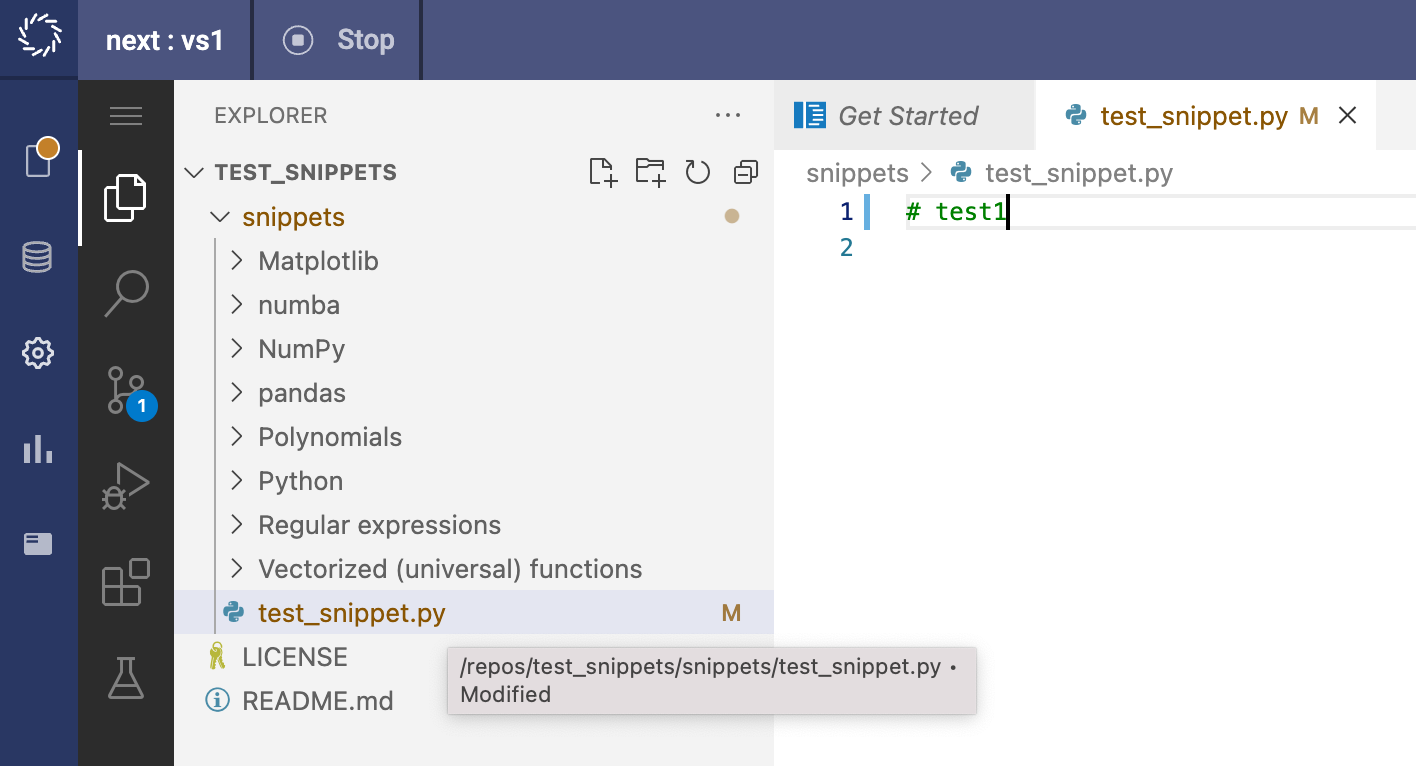 next : vs1
Stop
EXPLORER
···
Get Started
test_snippet.py M
TEST_SNIPPETS
snippets > test_snippet.py
1 # test1
2
snippets
Matplotlib
numba
NumPy
pandas
1
Polynomials
Python
Regular expressions
Vectorized (universal) functions
test_snippet.py M
LICENSE
README.md
/repos/test_snippets/snippets/test_snippet.py •
Modified